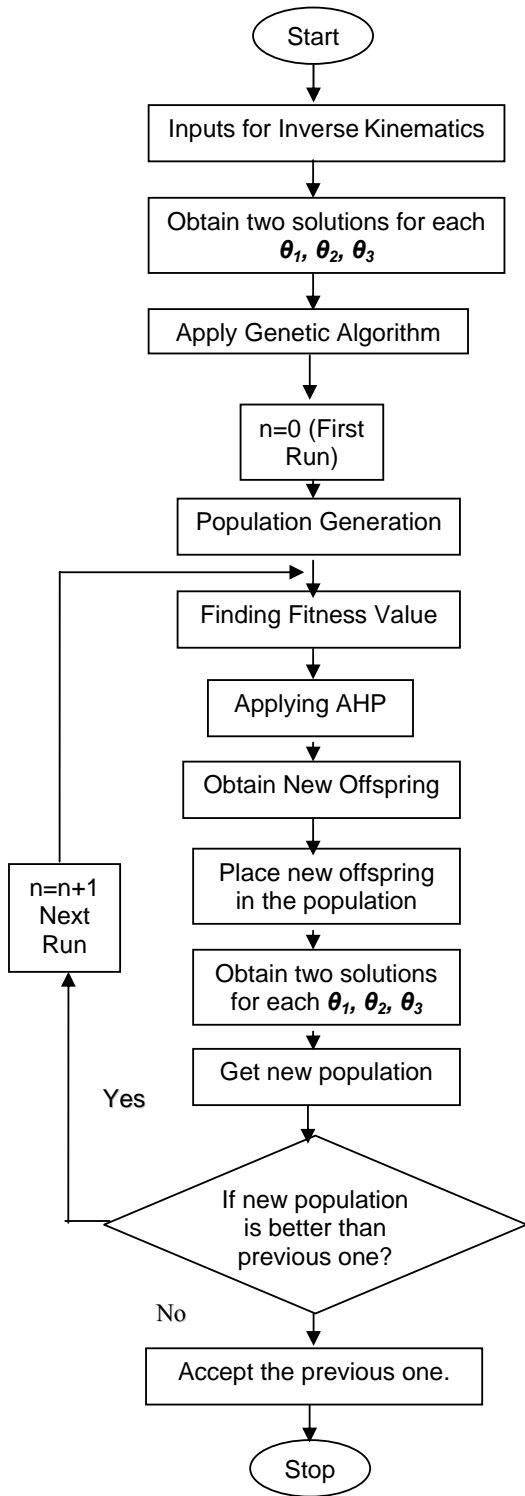 Start
Inputs for Inverse Kinematics
Obtain two solutions for each
θ1, θ2, θ3
Apply Genetic Algorithm
n=0 (First
Run)
Population Generation
Finding Fitness Value
Applying AHP
Obtain New Offspring
Place new offspring
in the population
n=n+1
Next
Run
Obtain two solutions
for each θ1, θ2, θ3
Get new population
Yes
If new population
is better than
previous one?
No
Accept the previous one.
Stop